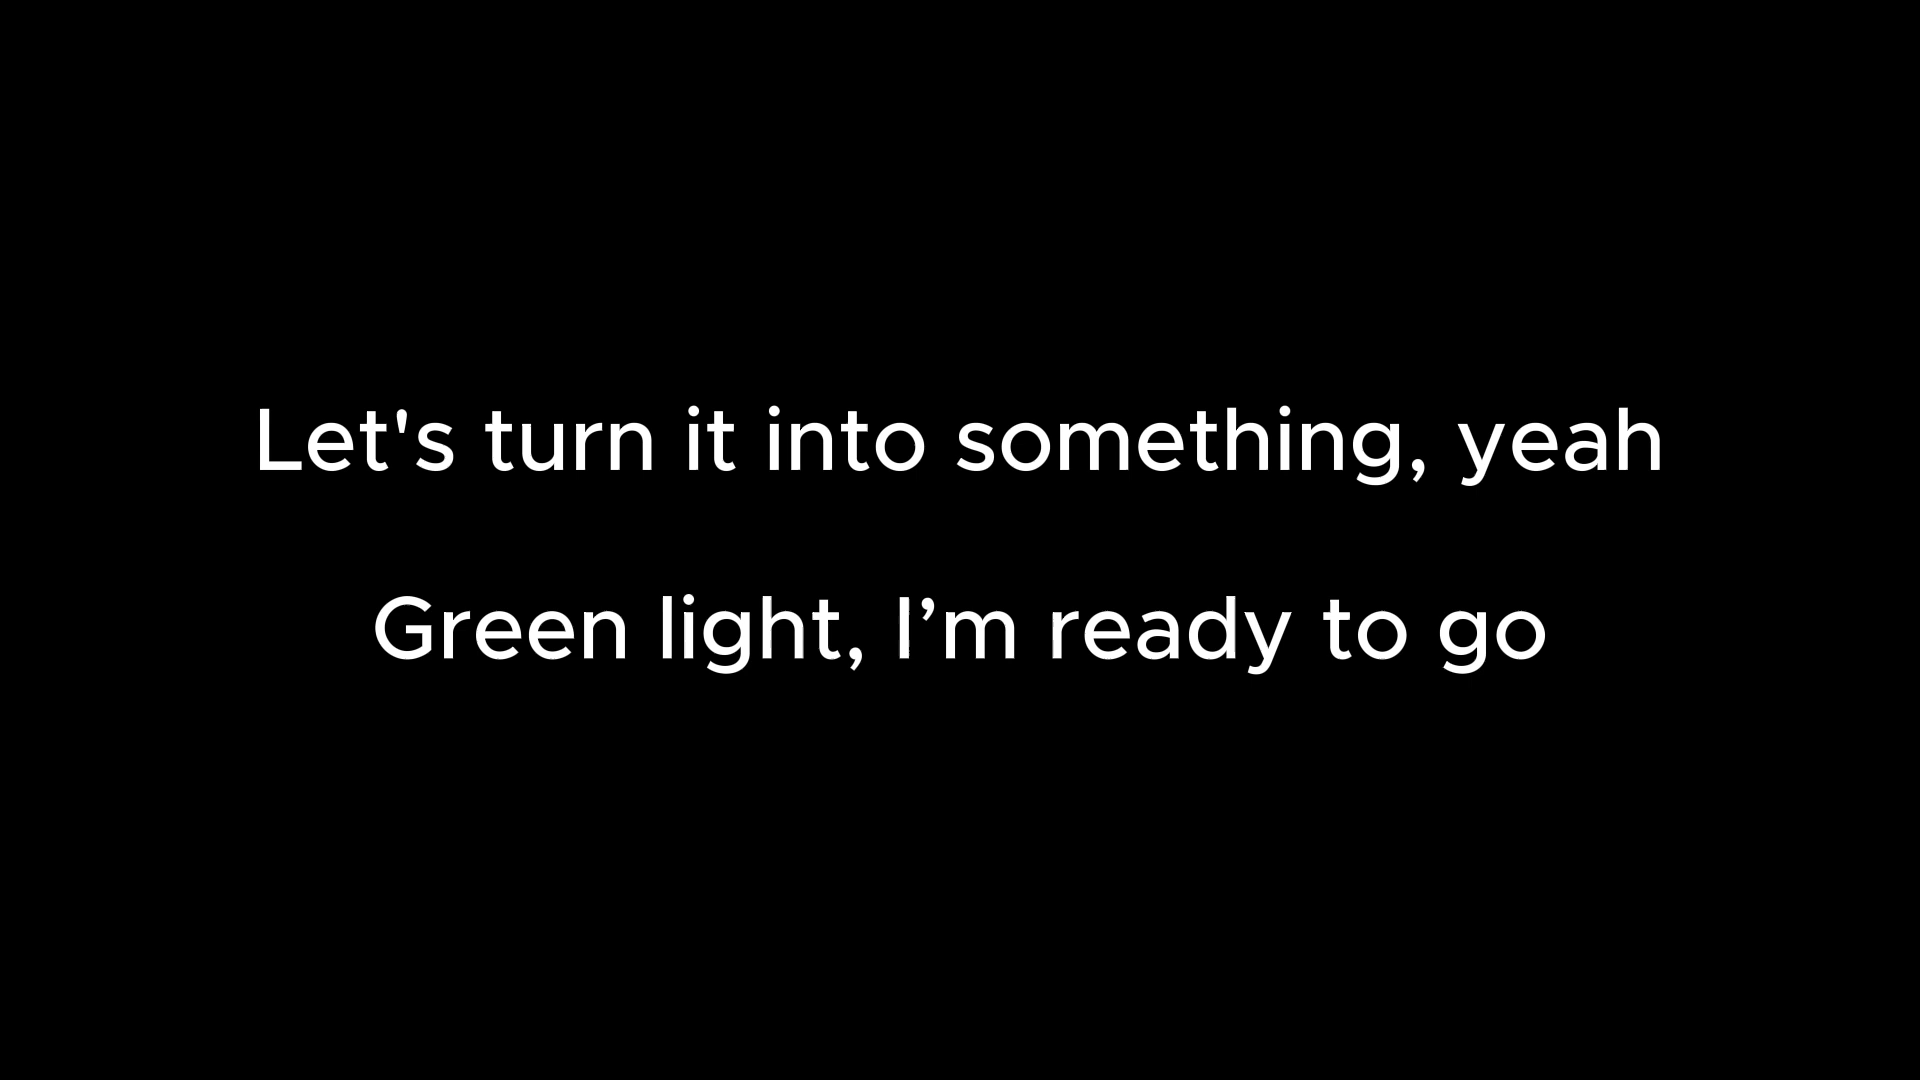 Let's turn it into something, yeah
Green light, I’m ready to go